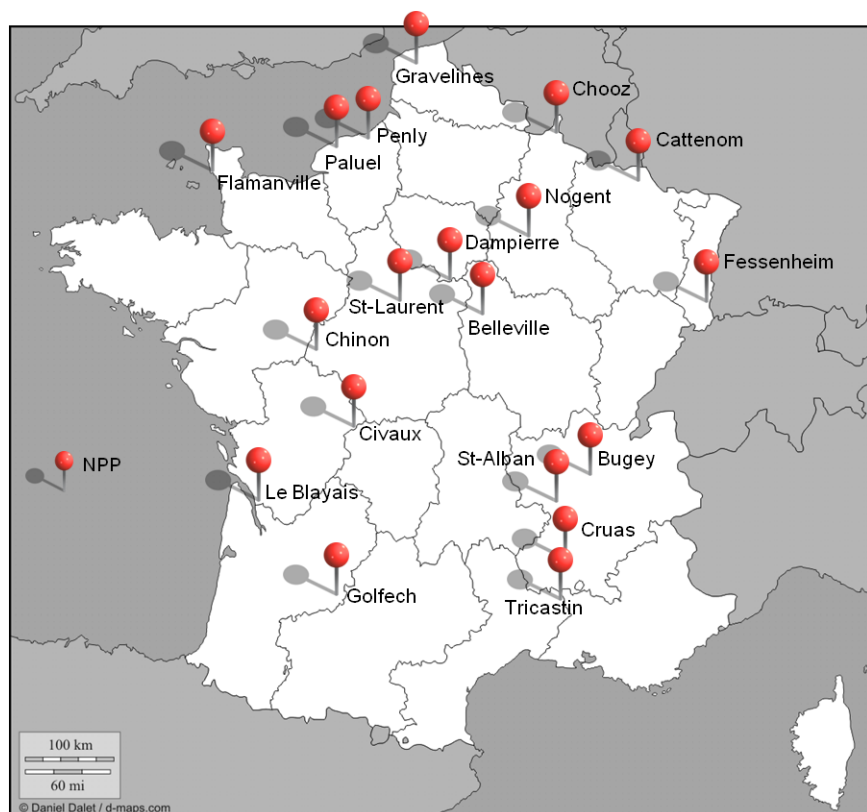 Gravelines
Chooz
Penly
Cattenom
Paluel
Flamanville
Nogent
Dampierre
Fessenheim
St-Laurent
Belleville
Chinon
Civaux
St-Alban
Bugey
NPP
Le Blayais
Cruas
Golfech
Tricastin
100 km
60 mi
© Daniel Dalet / d-maps.com